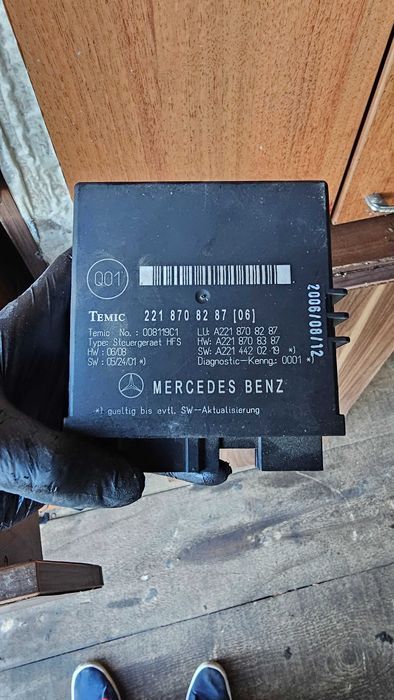 Q01
TEMIC 221 870 82 87 [06]
Temic No. : 008119C1 LU: A221 870 82 87
Type: Steuergeraet HFS HW: A221 870 83 87
HW : 06/08 SW: A221 442 02 19 *)
SW : 05/24/01 *) Diagnostic-Kenng.: 0001 *)
MERCEDES BENZ
*) gueltig bis evtl. SW-Aktualisierung
2006/08/12